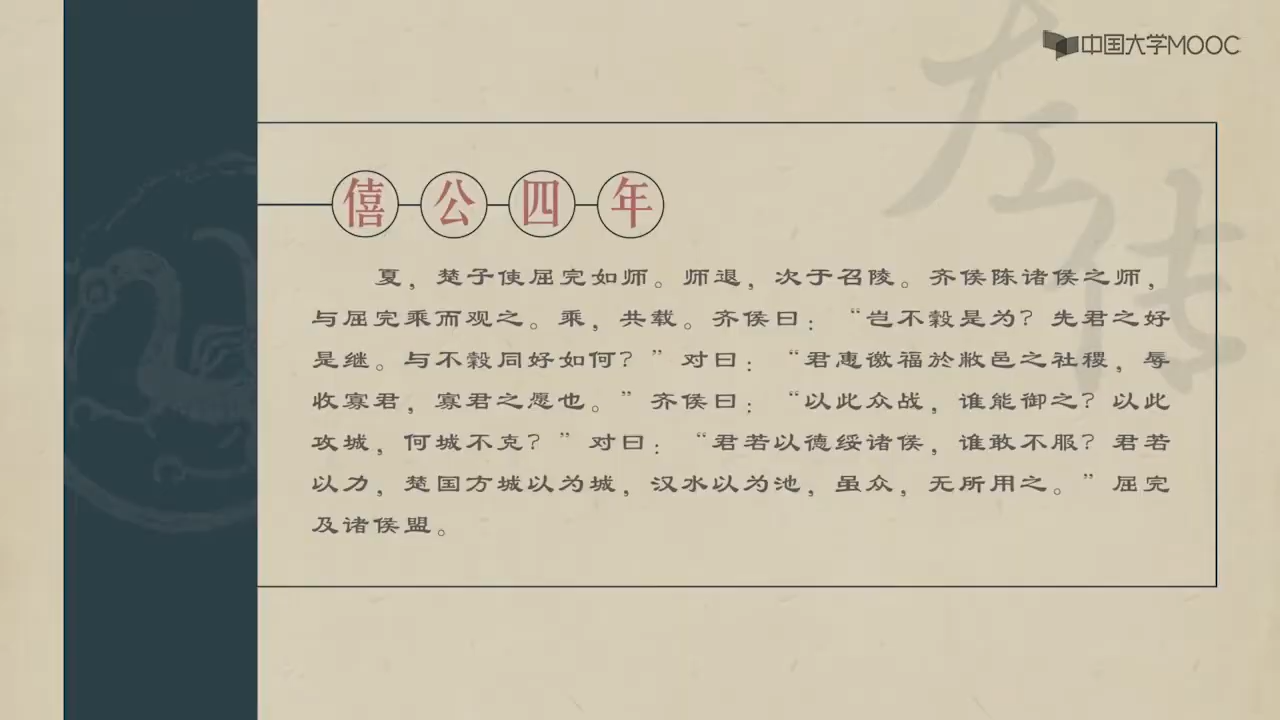 中国大学MOOC
左传
僖公四年
夏，楚子使屈完如师。师退，次于召陵。齐侯陈诸侯之师，
与屈完乘而观之。乘，共载。齐侯曰：“岂不榖是为？先君之好
是继。与不榖同好如何？”对曰：“君惠邀福於敝邑之社稷，辱
收寡君，寡君之愿也。”齐侯曰：“以此众战，谁能御之？以此
攻城，何城不克？”对曰：“君若以德绥诸侯，谁敢不服？君若
以力，楚国方城以为城，汉水以为池，虽众，无所用之。”屈完
及诸侯盟。